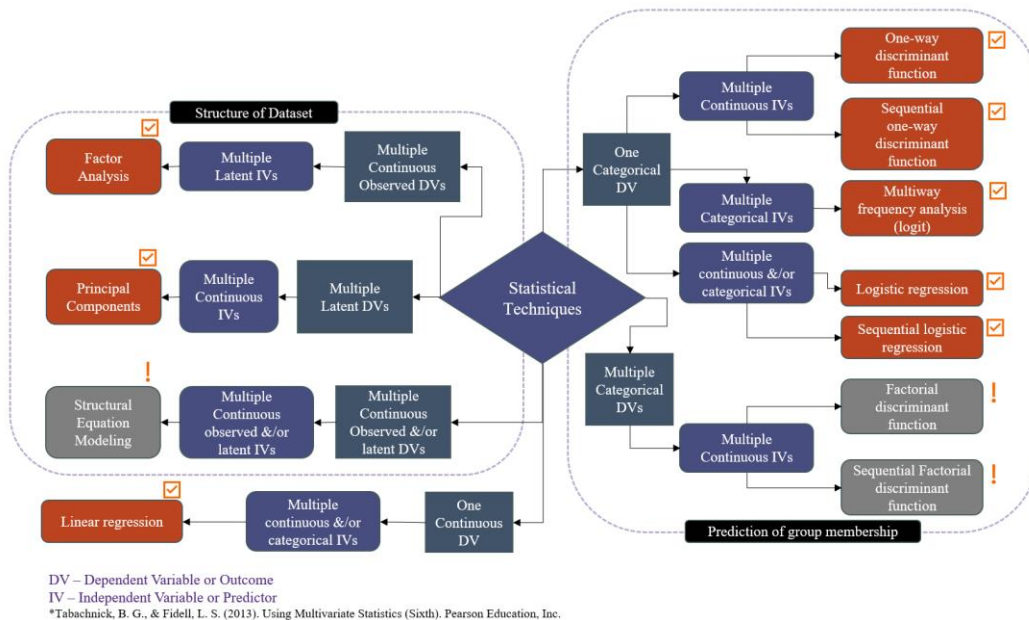 Structure of Dataset
Factor
Analysis
Multiple
Latent IVs
Multiple
Continuous
Observed DVs
Principal
Components
Multiple
Continuous
IVs
Multiple
Latent DVs
!
Structural
Equation
Modeling
Multiple
Continuous
observed &/or
latent IVs
Multiple
Continuous
Observed &/or
latent DVs
Linear regression
Multiple
continuous &/or
categorical IVs
One
Continuous
DV
Statistical
Techniques
One
Categorical
DV
Multiple
Continuous IVs
One-way
discriminant
function
Sequential
one-way
discriminant
function
Multiple
Categorical IVs
Multiway
frequency analysis
(logit)
Multiple
continuous &/or
categorical IVs
Logistic regression
Sequential logistic
regression
Multiple
Categorical
DVs
Multiple
Continuous IVs
Factorial
discriminant
function
!
Sequential Factorial
discriminant
function
!
Prediction of group membership
DV – Dependent Variable or Outcome
IV – Independent Variable or Predictor
*Tabachnick, B. G., & Fidell, L. S. (2013). Using Multivariate Statistics (Sixth). Pearson Education, Inc.